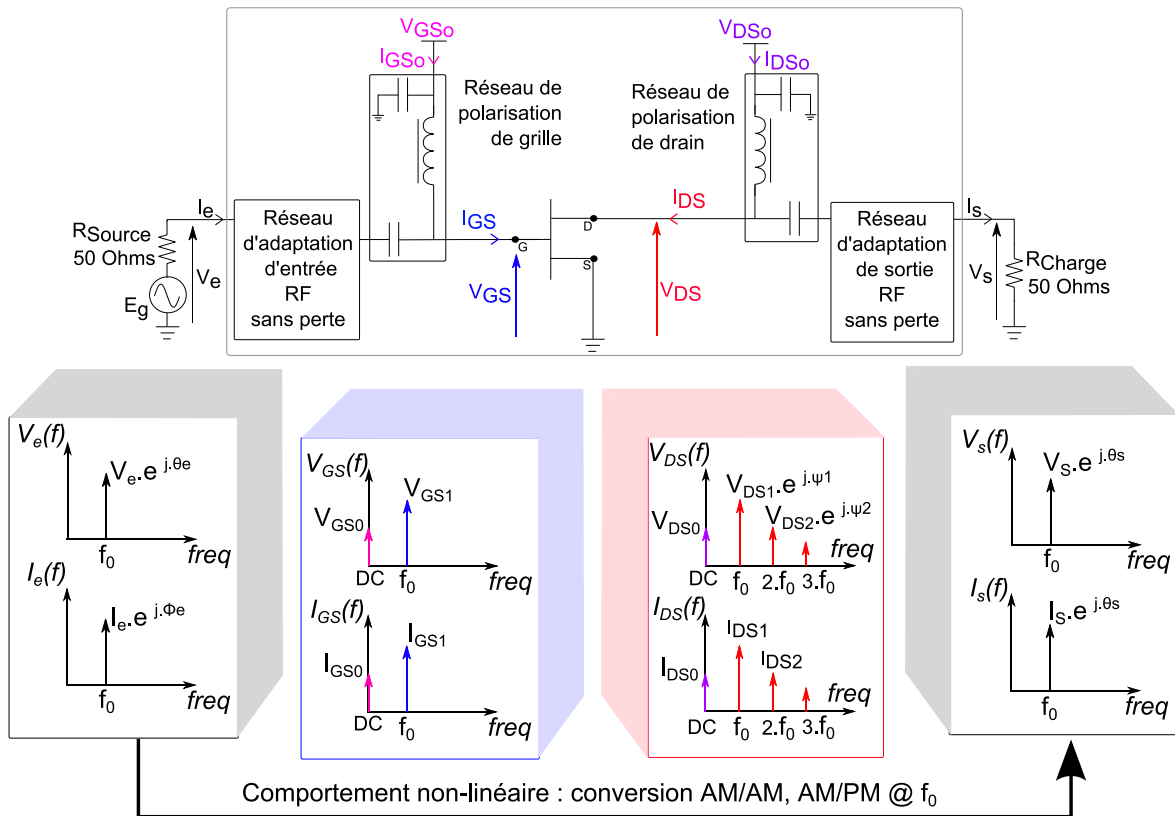 VGSo
IGSo
Réseau de
polarisation
de grille
VDSo
IDSo
Réseau de
polarisation
de drain
Ie
RSource
50 Ohms
Ve
Eg
Réseau
d'adaptation
d'entrée
RF
sans perte
IGS
G
VGS
D
S
IDS
VDS
Réseau
d'adaptation
de sortie
RF
sans perte
Is
Vs
RCharge
50 Ohms
Ve(f)
Ve.e j.θe
f0
freq
Ie(f)
Ie.e j.Φe
f0
freq
VGS(f)
VGS1
VGS0
DC
f0
freq
IGS(f)
IGS1
IGS0
DC
f0
freq
VDS(f)
VDS1.e j.ψ1
VDS2.e j.ψ2
VDS0
freq
DC
f0
2.f0
3.f0
IDS(f)
IDS1
IDS2
IDS0
freq
DC
f0
2.f0
3.f0
Vs(f)
VS.e j.θs
f0
freq
Is(f)
IS.e j.θs
f0
freq
Comportement non-linéaire : conversion AM/AM, AM/PM @ f0